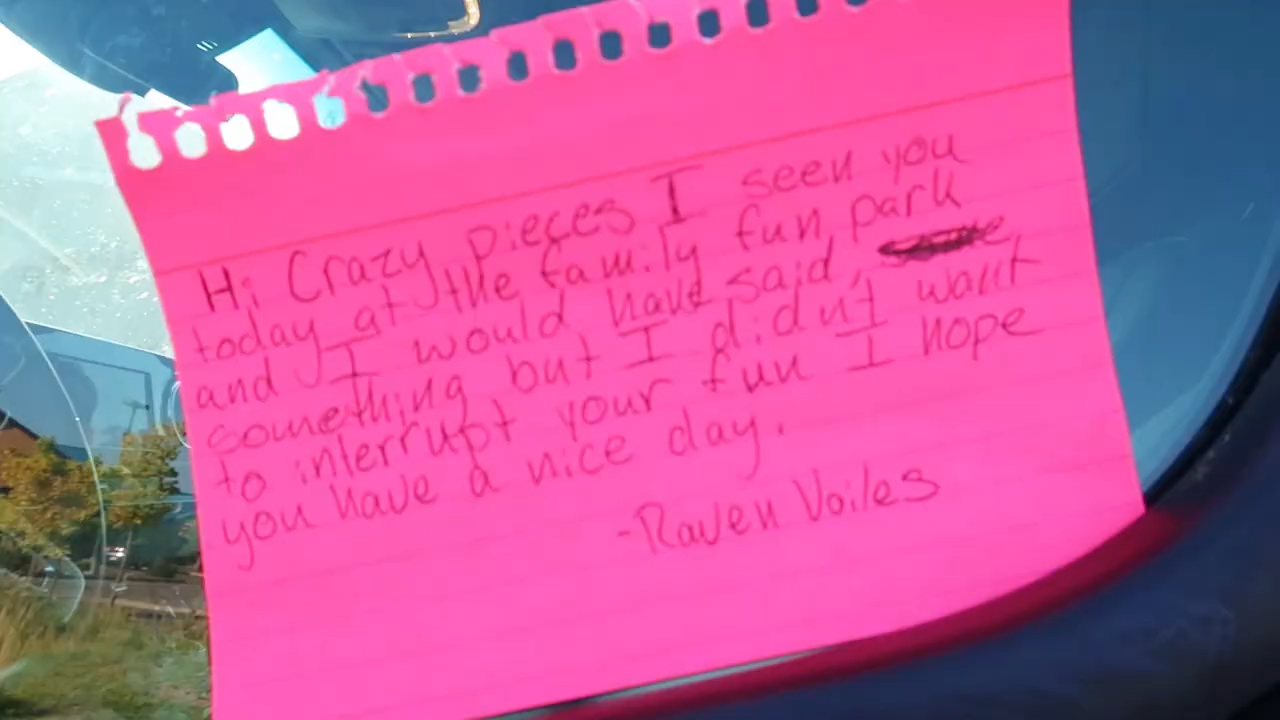 Hi Crazy pieces I seen you
today at the family fun park
and I would have said,
something but I didnt want
to interrupt your fun I hope
you have a nice day.
-Raven Voiles